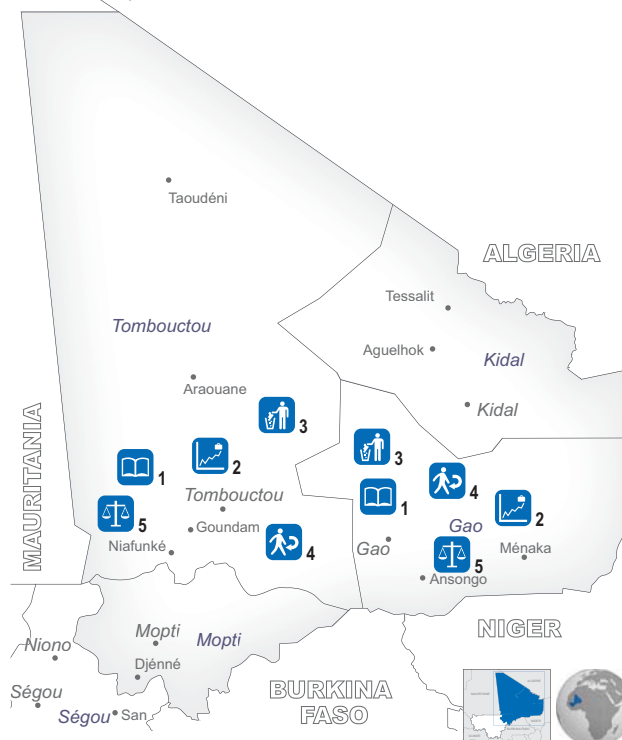 Taoudéni
ALGERIA
Tessalit
Tombouctou
Aguelhok
Kidal
Araouane
Kidal
MAURITANIA
3
3
1
2
4
1
2
Tombouctou
5
Gao
Goundam
Gao
Niafunké
4
5
Ménaka
Ansongo
NIGER
Mopti
Mopti
Niono
Djénné
BURKINA
FASO
Ségou
Ségou
San